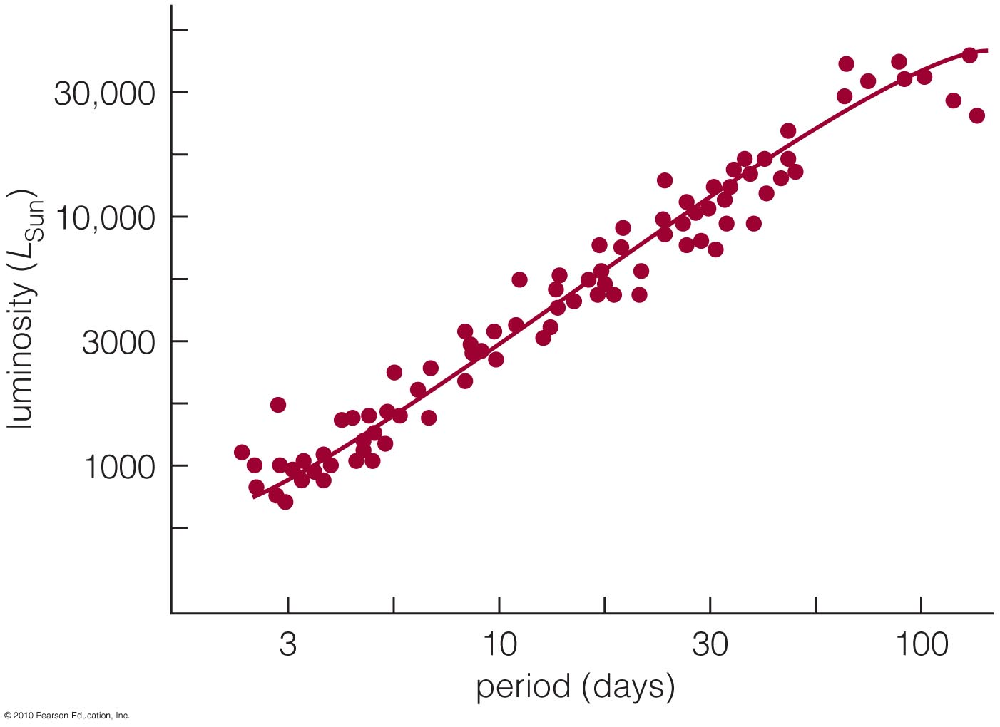 30,000
10,000
3000
1000
luminosity (LSun)
3 10 30 100
period (days)
© 2010 Pearson Education, Inc.